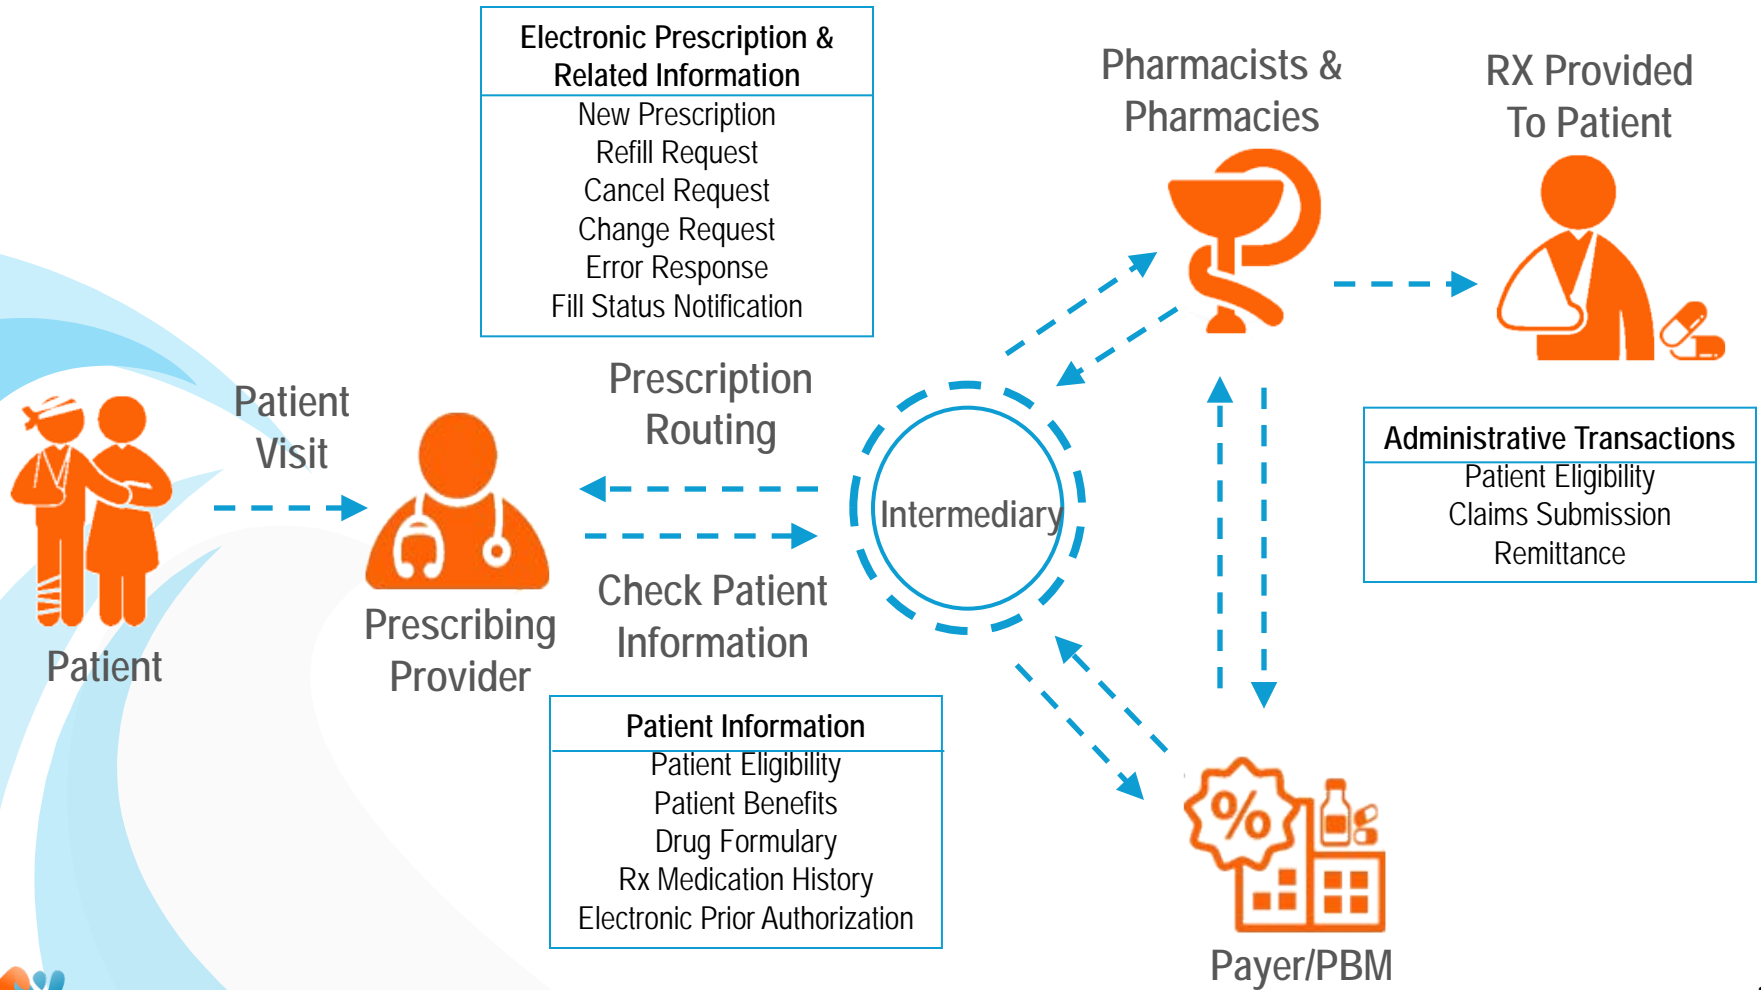 Electronic Prescription &
Related Information
New Prescription
Refill Request
Cancel Request
Change Request
Error Response
Fill Status Notification
Pharmacists &
Pharmacies
RX Provided
To Patient
Patient
Visit
Prescription
Routing
Intermediary
Administrative Transactions
Patient Eligibility
Claims Submission
Remittance
Patient
Prescribing
Provider
Check Patient
Information
Patient Information
Patient Eligibility
Patient Benefits
Drug Formulary
Rx Medication History
Electronic Prior Authorization
%
Payer/PBM